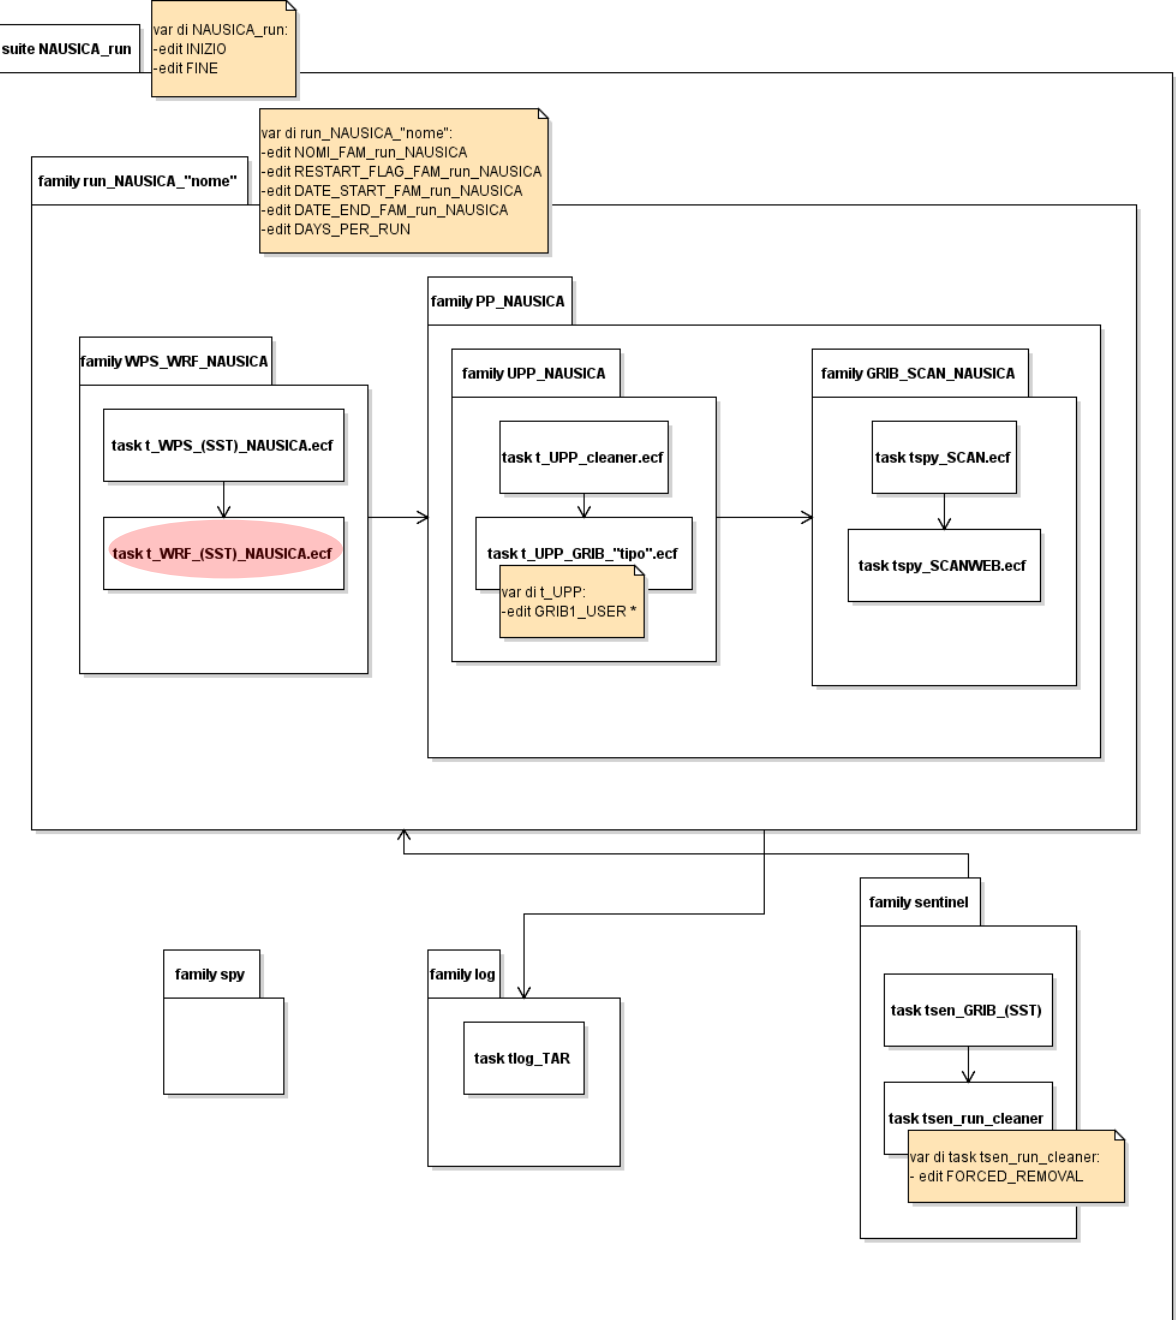 var di NAUSICA_run:
-edit INIZIO
-edit FINE
suite NAUSICA_run
var di run_NAUSICA_"nome":
-edit NOMI_FAM_run_NAUSICA
-edit RESTART_FLAG_FAM_run_NAUSICA
-edit DATE_START_FAM_run_NAUSICA
-edit DATE_END_FAM_run_NAUSICA
-edit DAYS_PER_RUN
family run_NAUSICA_"nome"
family PP_NAUSICA
family WPS_WRF_NAUSICA
task t_WPS_(SST)_NAUSICA.ecf
task t_WRF_(SST)_NAUSICA.ecf
family UPP_NAUSICA
task t_UPP_cleaner.ecf
task t_UPP_GRIB_"tipo".ecf
var di t_UPP:
-edit GRIB1_USER *
family GRIB_SCAN_NAUSICA
task tspy_SCAN.ecf
task tspy_SCANWEB.ecf
family spy
family log
task tlog_TAR
family sentinel
task tsen_GRIB_(SST)
task tsen_run_cleaner
var di task tsen_run_cleaner:
- edit FORCED_REMOVAL